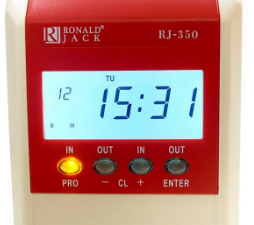 RONALD® RJ-350
JACK
TU
12 15:31
IN
IN OUT IN OUT
PRO − CL + ENTER